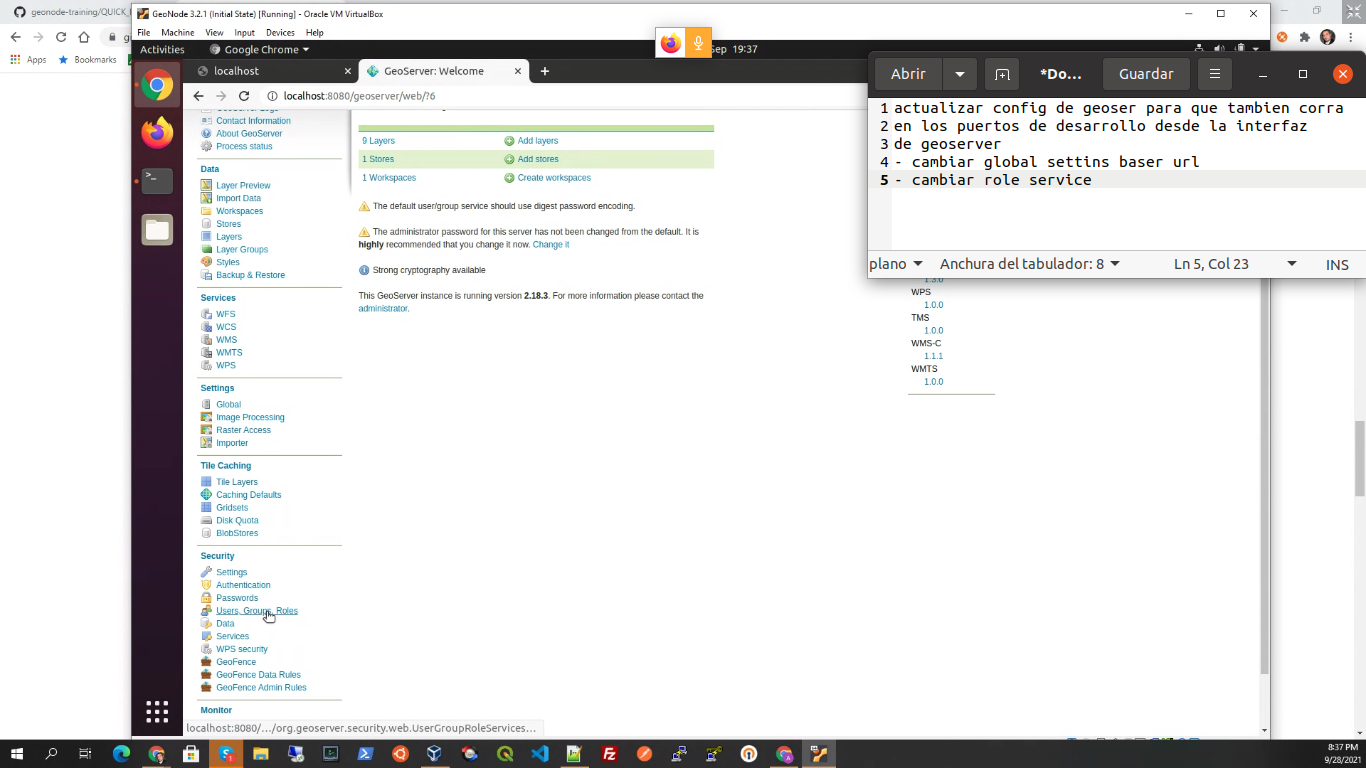 geonode-training/QUICK_
GeoNode 3.2.1 (Initial State) [Running] - Oracle VM VirtualBox
File Machine View Input Devices Help
Apps
Bookmarks
Activities
Google Chrome
Sep 19:37
localhost
GeoServer: Welcome
localhost:8080/geoserver/web/?6
Abrir
*Do...
Guardar
1 actualizar config de geoser para que tambien corra
2 en los puertos de desarrollo desde la interfaz
3 de geoserver
4 - cambiar global settins baser url
5 - cambiar role service
plano
Anchura del tabulador: 8
Ln 5, Col 23
INS
Contact Information
About GeoServer
Process status
Data
Layer Preview
Import Data
Workspaces
Stores
Layers
Layer Groups
Styles
Backup & Restore
Services
WFS
WCS
WMS
WMTS
WPS
Settings
Global
Image Processing
Raster Access
Importer
Tile Caching
Tile Layers
Caching Defaults
Gridsets
Disk Quota
BlobStores
Security
Settings
Authentication
Passwords
Users, Groups, Roles
Data
Services
WPS security
GeoFence
GeoFence Data Rules
GeoFence Admin Rules
Monitor
localhost:8080/.../org.geoserver.security.web.UserGroupRoleServices...
9 Layers
Add layers
1 Stores
Add stores
1 Workspaces
Create workspaces
The default user/group service should use digest password encoding.
The administrator password for this server has not been changed from the default. It is
highly recommended that you change it now. Change it
Strong cryptography available
This GeoServer instance is running version 2.18.3. For more information please contact the
administrator.
WPS
1.0.0
TMS
1.0.0
WMS-C
1.1.1
WMTS
1.0.0
8:37 PM
9/28/2021